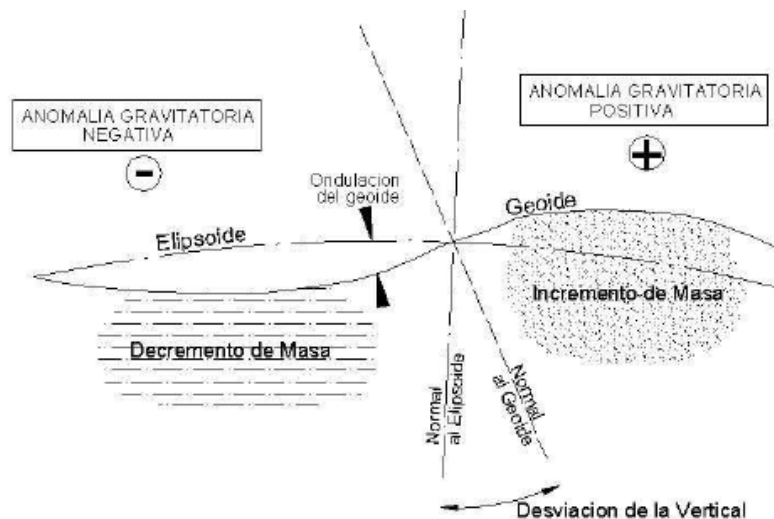 ANOMALIA GRAVITATORIA
NEGATIVA
ANOMALIA GRAVITATORIA
POSITIVA
Ondulacion
del geoide
Geoide
Elipsoide
Incremento de Masa
Decremento de Masa
Normal
al Elipsoide
Normal
al Geoide
Desviacion de la Vertical